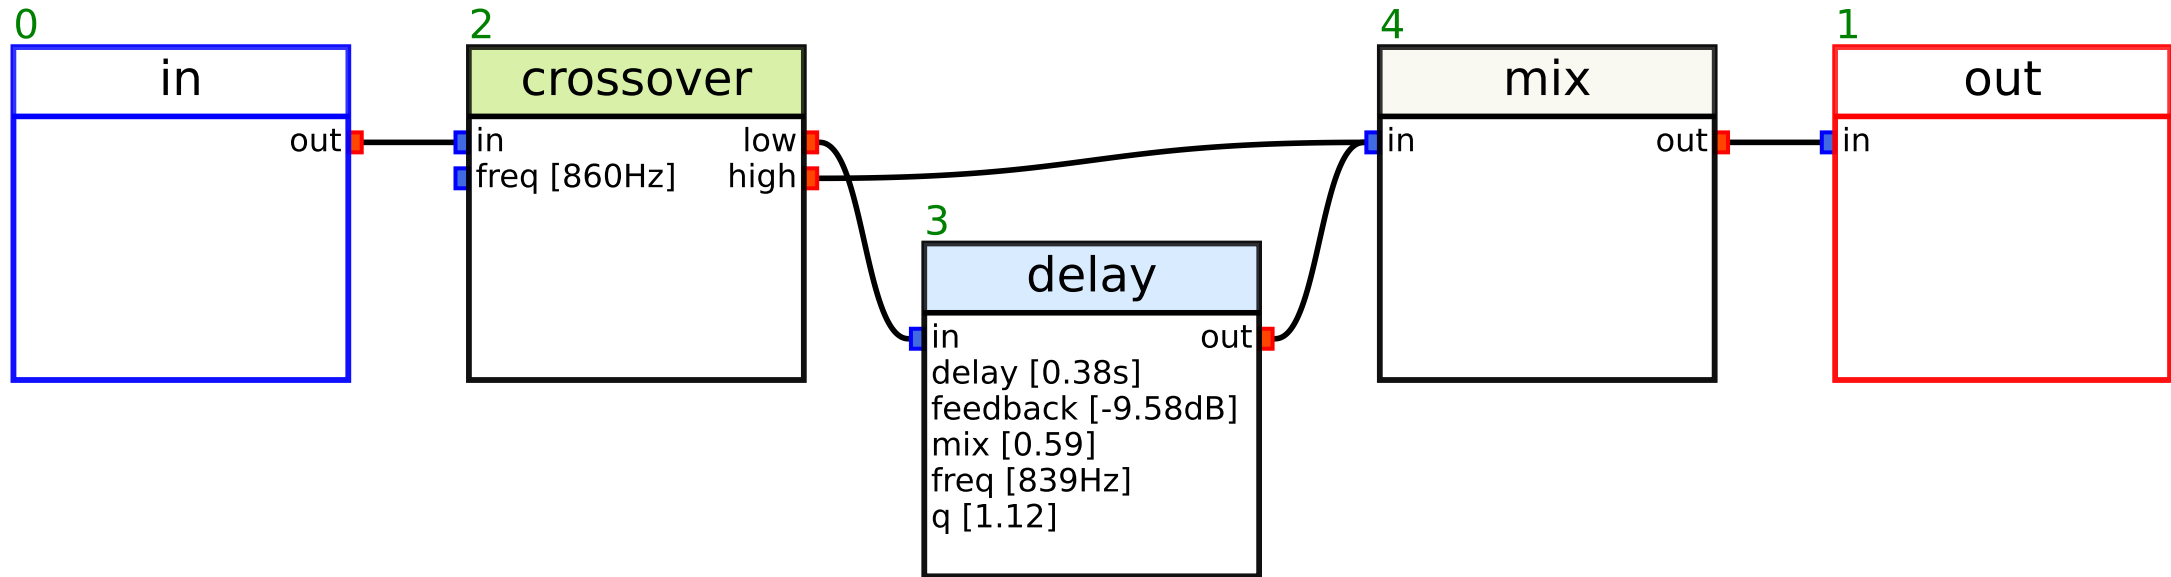 0
in
out
2
crossover
in
low
freq [860Hz]
high
3
delay
in
out
delay [0.38s]
feedback [-9.58dB]
mix [0.59]
freq [839Hz]
q [1.12]
4
mix
in
out
1
out
in